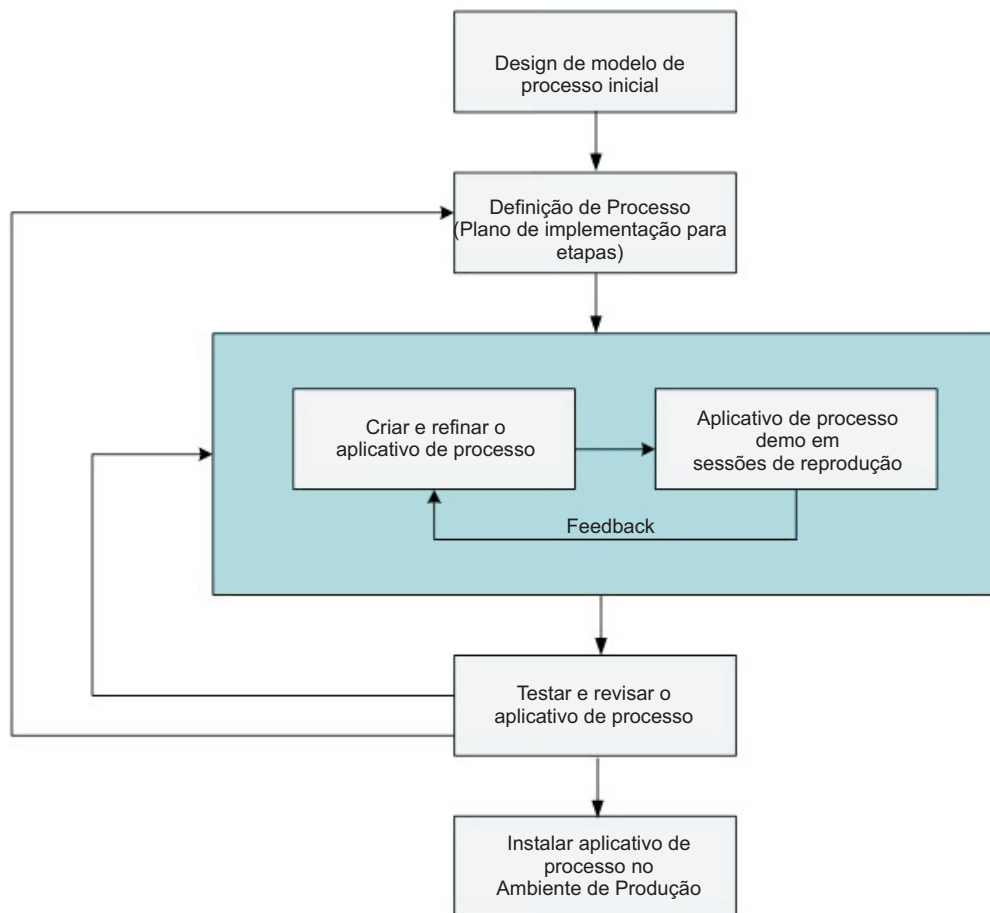 Design de modelo de
processo inicial
Definição de Processo
(Plano de implementação para
etapas)
Criar e refinar o
aplicativo de processo
Aplicativo de processo
demo em
sessões de reprodução
Feedback
Testar e revisar o
aplicativo de processo
Instalar aplicativo de
processo no
Ambiente de Produção